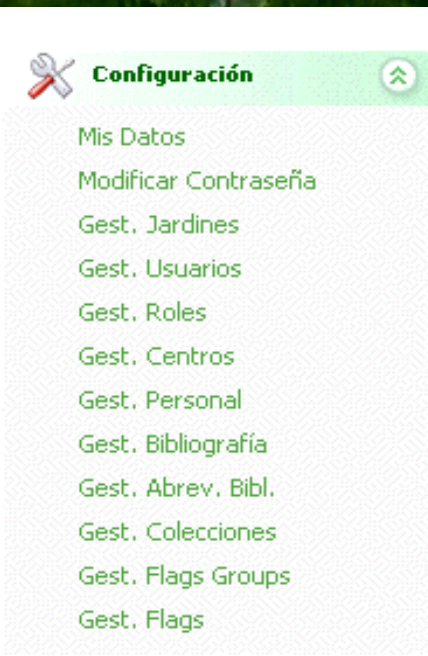 Configuración
Mis Datos
Modificar Contraseña
Gest. Jardines
Gest. Usuarios
Gest. Roles
Gest. Centros
Gest. Personal
Gest. Bibliografía
Gest. Abrev. Bibl.
Gest. Colecciones
Gest. Flags Groups
Gest. Flags